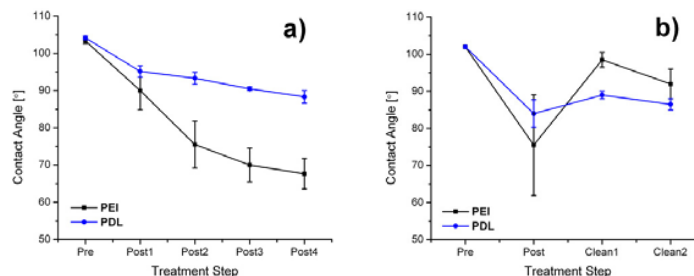 a)
110
100
90
80
70
60
50
Contact Angle [°]
PEI
PDL
Pre
Post1
Post2
Post3
Post4
Treatment Step
b)
110
100
90
80
70
60
50
Contact Angle [°]
PEI
PDL
Pre
Post
Clean1
Clean2
Treatment Step